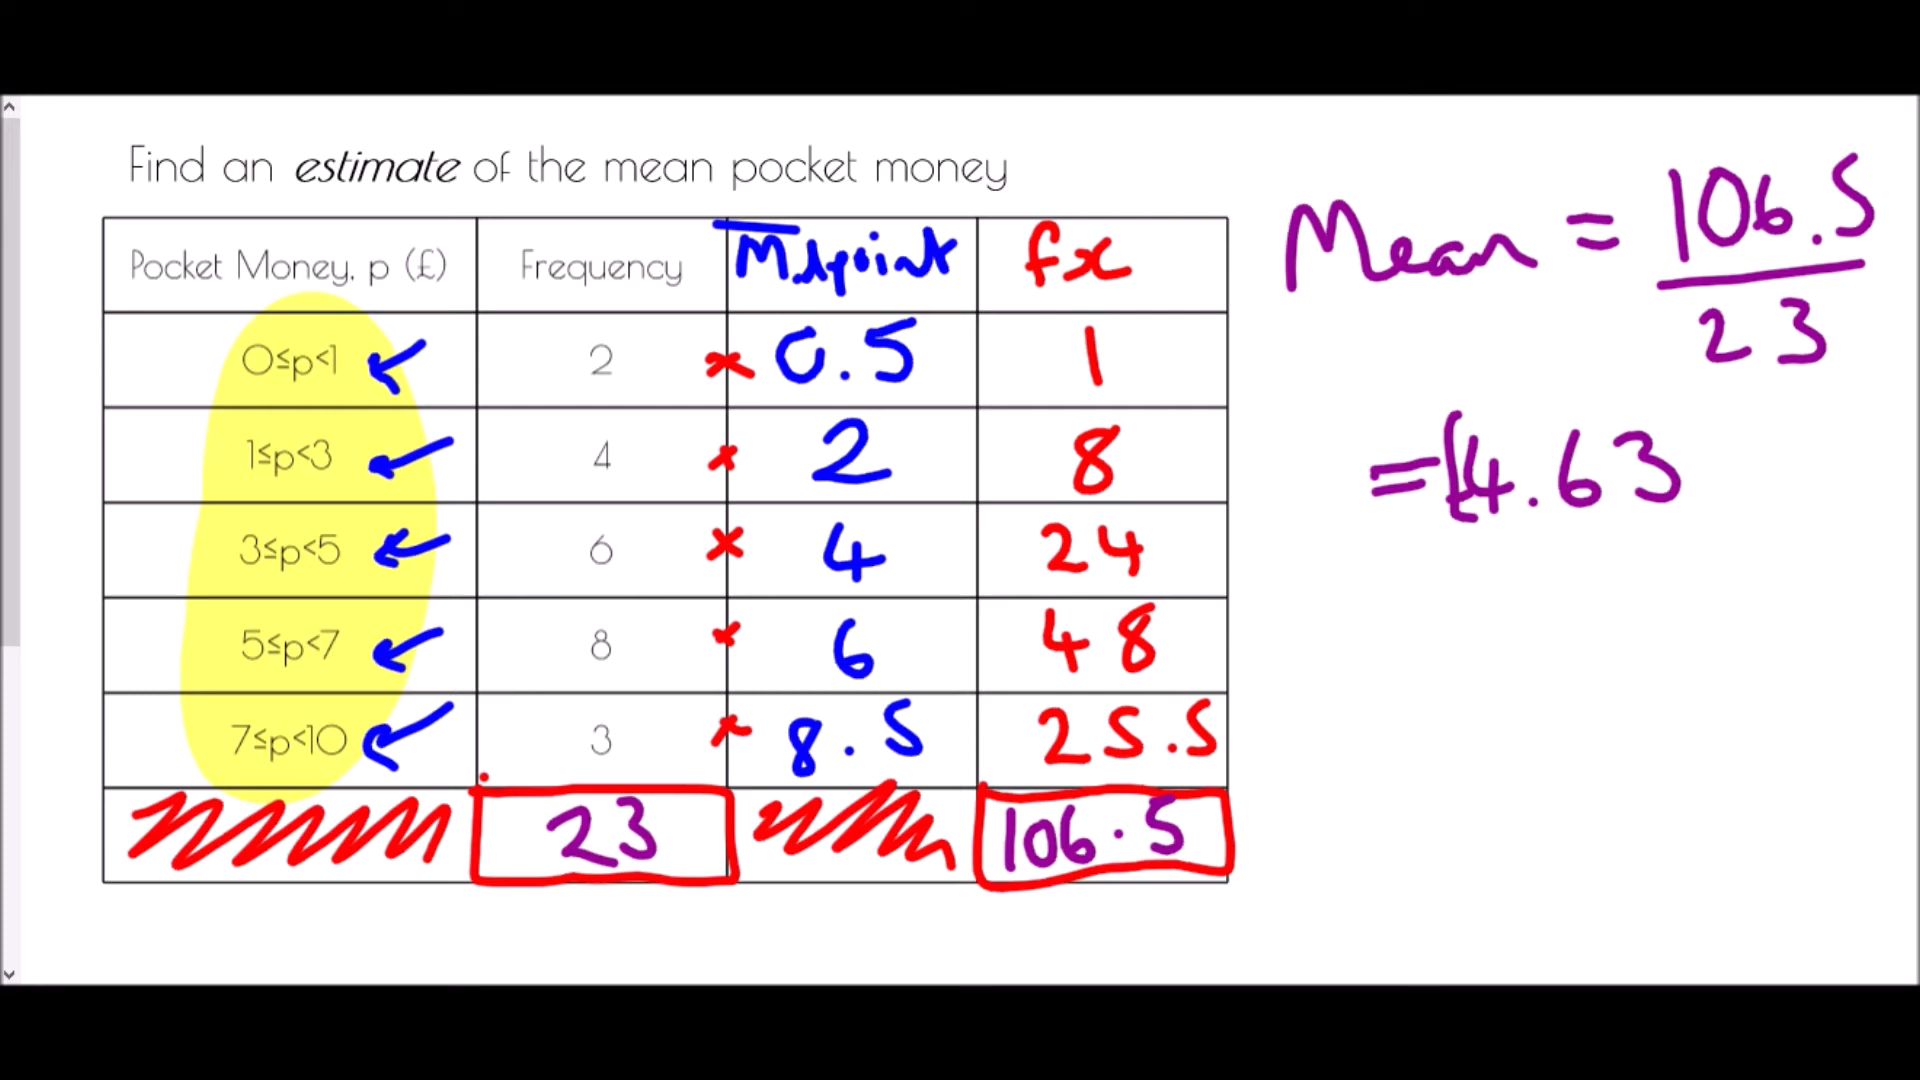 Find an estimate of the mean pocket money
Pocket Money, p (£) Frequency Midpoint fx
0≤p<1 2 × 0.5 1
1≤p<3 4 × 2 8
3≤p<5 6 × 4 24
5≤p<7 8 × 6 48
7≤p<10 3 × 8.5 25.5
23 106.5
Mean = 106.5
23
= £4.63